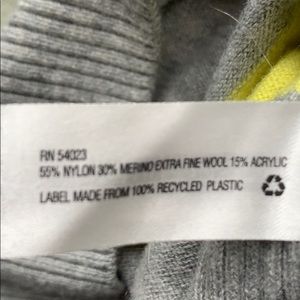 RN 54023
55% NYLON 30% MERINO EXTRA FINE WOOL 15% ACRYLIC
LABEL MADE FROM 100% RECYCLED PLASTIC